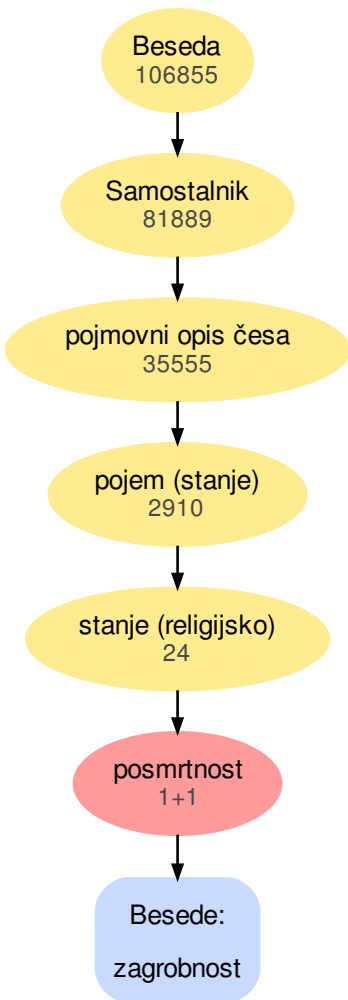 Beseda
106855
Samostalnik
81889
pojmovni opis česa
35555
pojem (stanje)
2910
stanje (religijsko)
24
posmrtnost
1+1
Besede:
zagrobnost